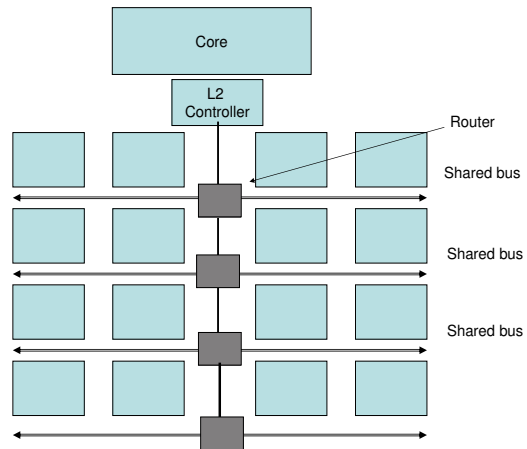 Core
L2
Controller
Router
Shared bus
Shared bus
Shared bus